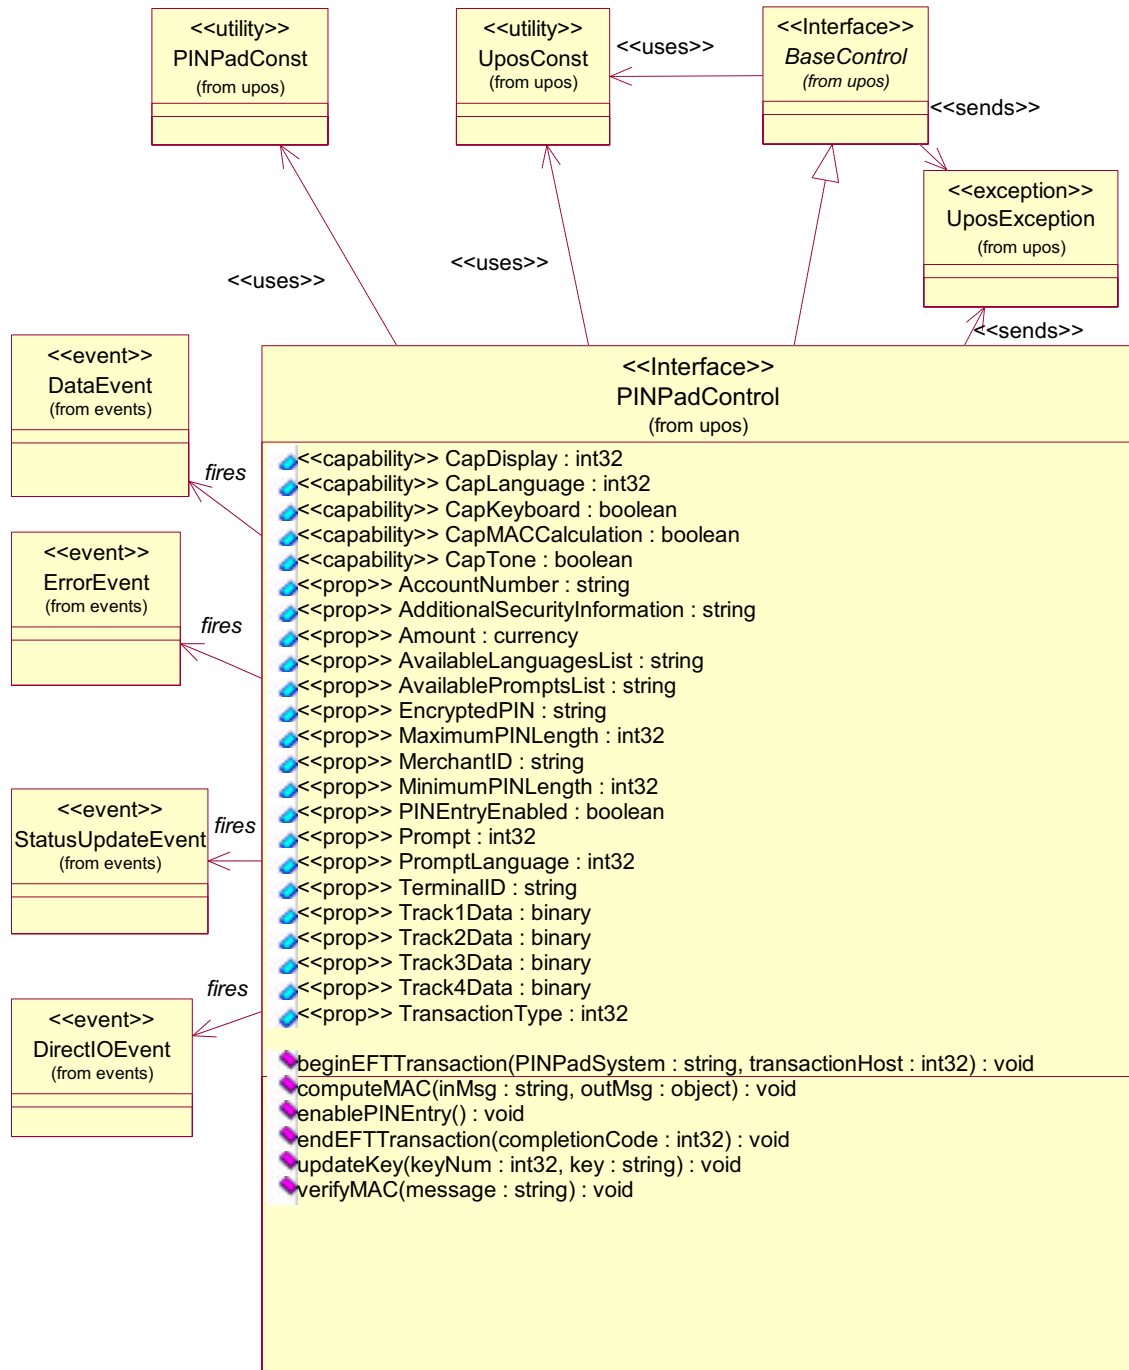 <<utility>>
PINPadConst
(from upos)
<<utility>>
UposConst
(from upos)
<<uses>>
<<Interface>>
BaseControl
(from upos)
<<sends>>
<<exception>>
UposException
(from upos)
<<uses>>
<<uses>>
<<sends>>
<<event>>
DataEvent
(from events)
fires
<<event>>
ErrorEvent
(from events)
fires
<<event>>
StatusUpdateEvent
(from events)
fires
<<event>>
DirectIOEvent
(from events)
fires
<<Interface>>
PINPadControl
(from upos)
<<capability>> CapDisplay : int32
<<capability>> CapLanguage : int32
<<capability>> CapKeyboard : boolean
<<capability>> CapMACCalculation : boolean
<<capability>> CapTone : boolean
<<prop>> AccountNumber : string
<<prop>> AdditionalSecurityInformation : string
<<prop>> Amount : currency
<<prop>> AvailableLanguagesList : string
<<prop>> AvailablePromptsList : string
<<prop>> EncryptedPIN : string
<<prop>> MaximumPINLength : int32
<<prop>> MerchantID : string
<<prop>> MinimumPINLength : int32
<<prop>> PINEntryEnabled : boolean
<<prop>> Prompt : int32
<<prop>> PromptLanguage : int32
<<prop>> TerminalID : string
<<prop>> Track1Data : binary
<<prop>> Track2Data : binary
<<prop>> Track3Data : binary
<<prop>> Track4Data : binary
<<prop>> TransactionType : int32
beginEFTTransaction(PINPadSystem : string, transactionHost : int32) : void
computeMAC(inMsg : string, outMsg : object) : void
enablePINEntry() : void
endEFTTransaction(completionCode : int32) : void
updateKey(keyNum : int32, key : string) : void
verifyMAC(message : string) : void